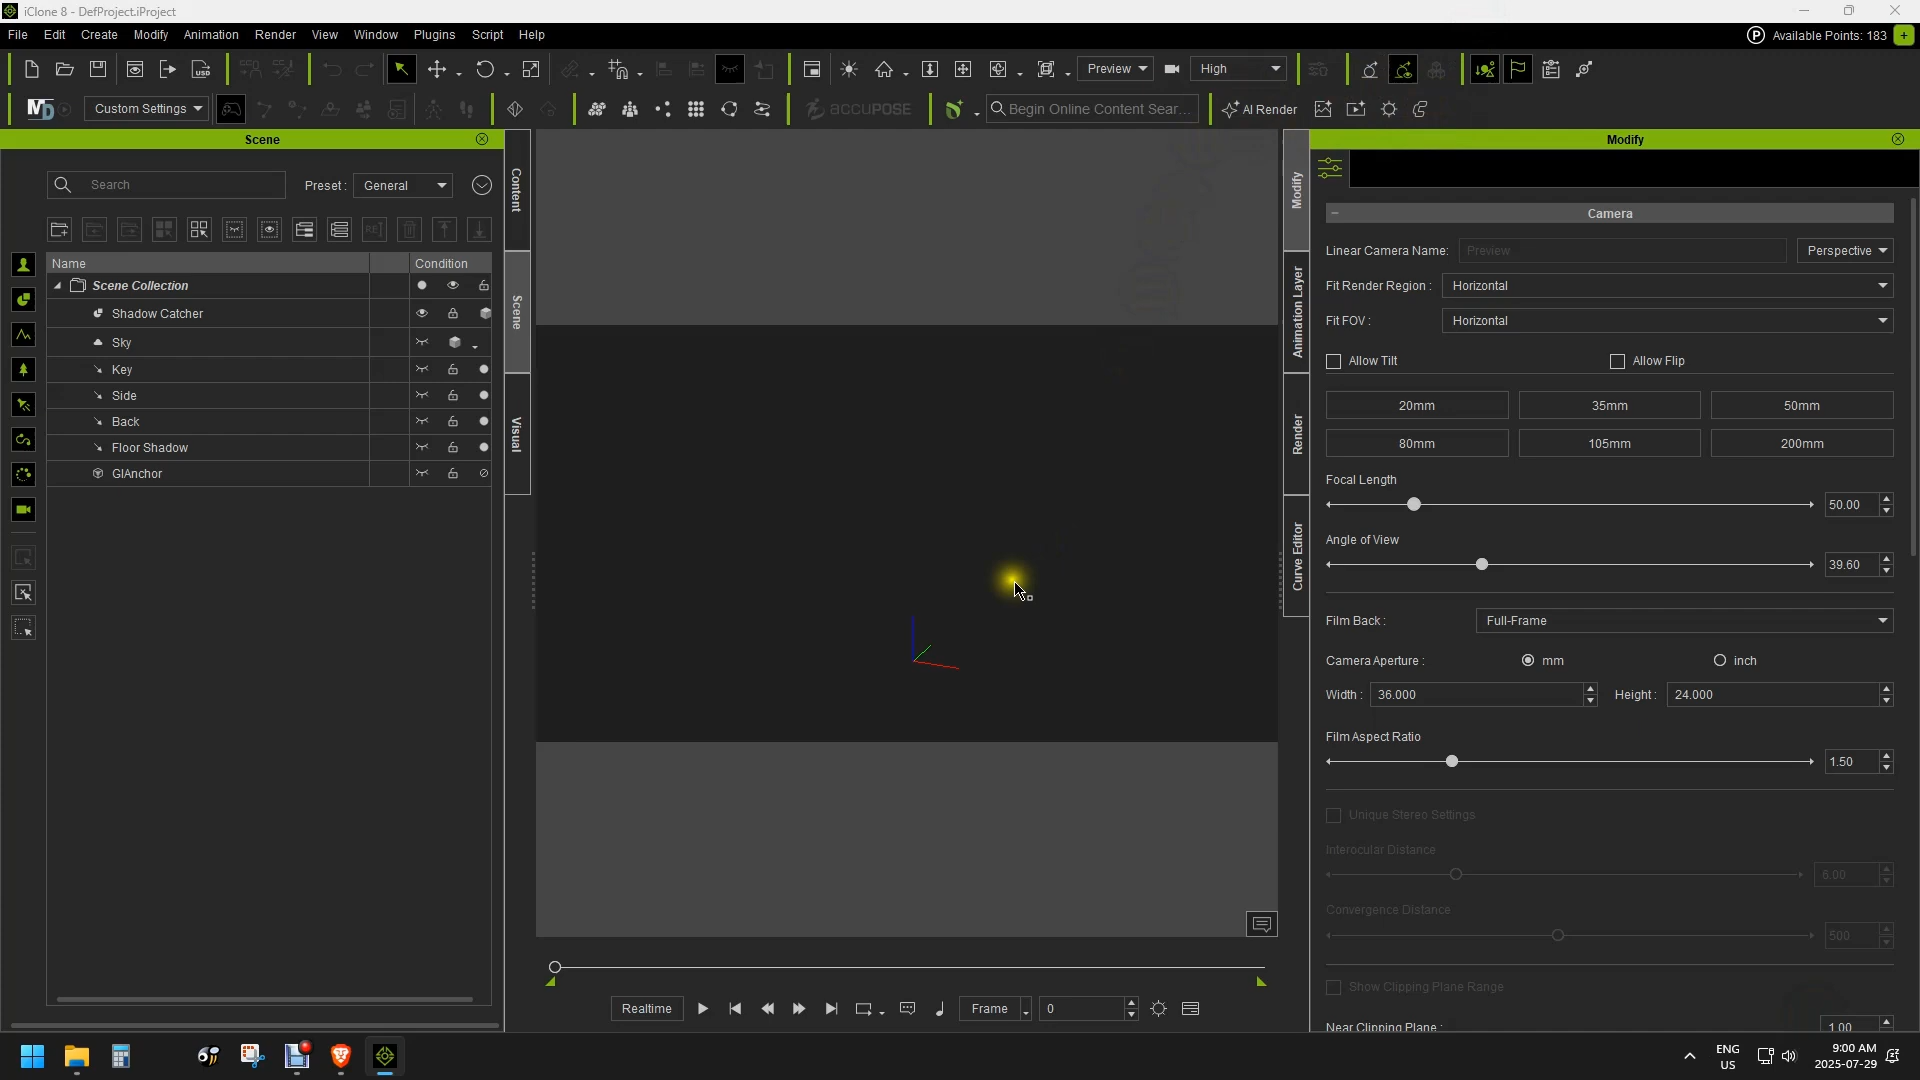 iClone 8 - DefProject.iProject
File Edit Create Modify Animation Render View Window Plugins Script Help
P Available Points: 183 +
USD Preview High
MD Custom Settings ACCUPOSE Begin Online Content Sear... AI Render
Scene
Search Preset : General
Name Condition
Scene Collection
Shadow Catcher
Sky
Key
Side
Back
Floor Shadow
GIAnchor
Content
Scene
Visual
Realtime Frame 0
Modify
Animation Layer
Render
Curve Editor
Modify
Camera
Linear Camera Name: Preview Perspective
Fit Render Region : Horizontal
Fit FOV : Horizontal
Allow Tilt Allow Flip
20mm 35mm 50mm
80mm 105mm 200mm
Focal Length
50.00
Angle of View
39.60
Film Back : Full-Frame
Camera Aperture : mm inch
Width : 36.000 Height : 24.000
Film Aspect Ratio
1.50
Unique Stereo Settings
Interocular Distance
6.00
Convergence Distance
500
Show Clipping Plane Range
Near Clipping Plane : 1.00
ENG
US
9:00 AM
2025-07-29